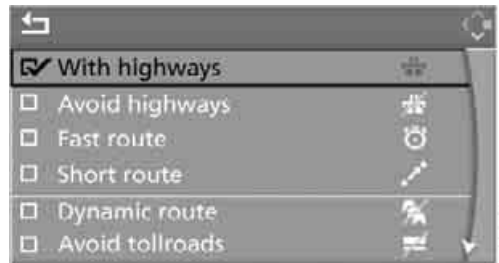 With highways
Avoid highways
Fast route
Short route
Dynamic route
Avoid tollroads